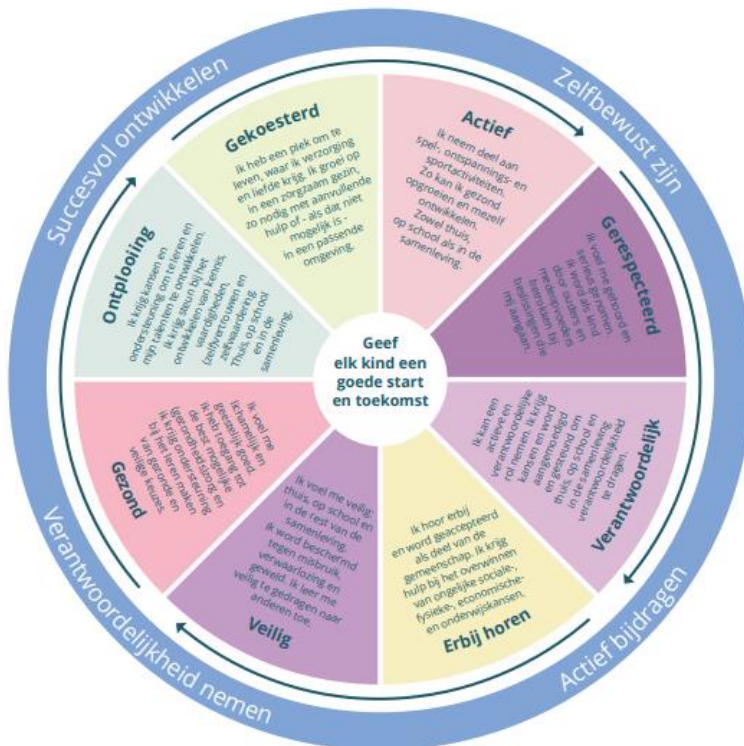 Succesvol ontwikkelen
Zelfbewust zijn
Actief bijdragen
Verantwoordelijkheid nemen
Geef
elk kind een
goede start
en toekomst
Gekoesterd
Ik heb een plek om te
leven, waar ik verzorging
en liefde krijg. Ik groei op
in een zorgzaam gezin,
zo nodig met aanvullende
hulp of - als dat niet
mogelijk is -
in een passende
omgeving.
Actief
Ik neem deel aan
spel-, ontspannings- en
sportactiviteiten.
Zo kan ik gezond
opgroeien en mezelf
ontwikkelen.
Zowel thuis,
op school als in de
samenleving.
Gerespecteerd
Ik voel me gehoord en
serieus genomen.
Ik word als kind
door ouders en
medeopvoeders
betrokken bij
beslissingen die
mij aangaan.
Verantwoordelijk
Ik kan een
actieve en
verantwoordelijke
rol nemen. Ik krijg
kansen en word
aangemoedigd
en gesteund om
thuis, op school en
in de samenleving
verantwoordelijkheid
te dragen.
Erbij horen
Ik hoor erbij
en word geaccepteerd
als deel van de
gemeenschap. Ik krijg
hulp bij het overwinnen
van ongelijke sociale-,
fysieke-, economische-
en onderwijskansen.
Veilig
Ik voel me veilig:
thuis, op school en
in de rest van de
samenleving.
Ik word beschermd
tegen misbruik,
verwaarlozing en
geweld. Ik leer me
veilig te gedragen naar
anderen toe.
Gezond
Ik voel me
lichamelijk en
geestelijk goed.
Ik heb toegang tot
de best mogelijke
(gezondheids)zorg en
ik krijg ondersteuning
bij het leren maken
van gezonde en
veilige keuzes.
Ontplooiing
Ik krijg kansen en
ondersteuning om te leren en
mijn talenten te ontwikkelen.
Ik krijg steun bij het
ontwikkelen van kennis,
vaardigheden,
(zelf)vertrouwen en
zelfwaardering.
Thuis, op school
en in de
samenleving.